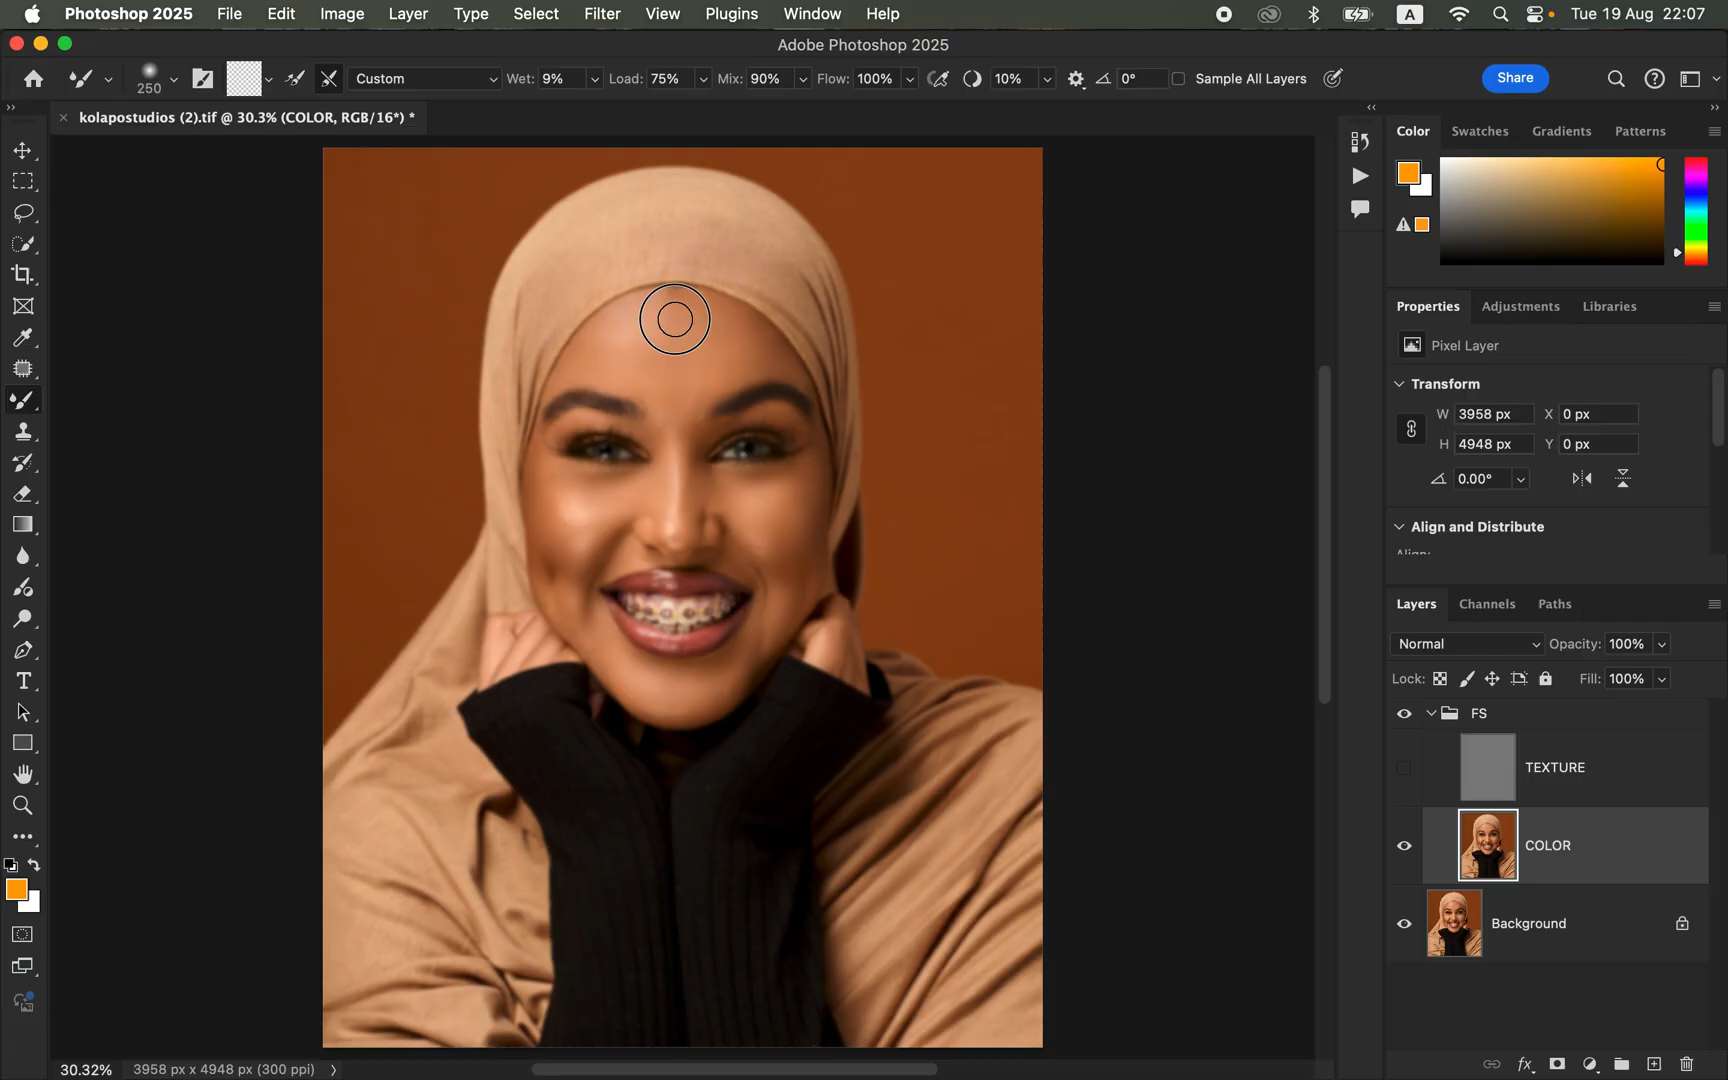 Photoshop 2025 File Edit Image Layer Type Select Filter View Plugins Window Help A Tue 19 Aug 22:07
Adobe Photoshop 2025
250 Custom Wet: 9% Load: 75% Mix: 90% Flow: 100% 10% 0° Sample All Layers Share
kolapostudios (2).tif @ 30.3% (COLOR, RGB/16*) *
Color Swatches Gradients Patterns
Properties Adjustments Libraries
Pixel Layer
Transform
W 3958 px X 0 px
H 4948 px Y 0 px
0.00°
Align and Distribute
Align:
Layers Channels Paths
Normal Opacity: 100%
Lock: Fill: 100%
FS
TEXTURE
COLOR
Background
30.32% 3958 px x 4948 px (300 ppi)